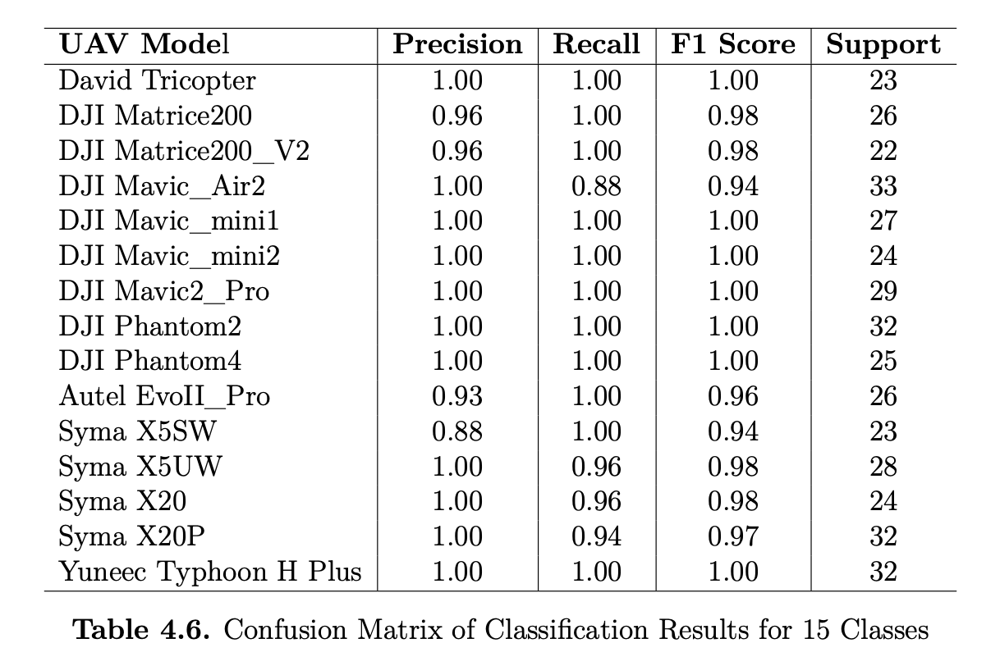 UAV Model Precision Recall F1 Score Support
David Tricopter 1.00 1.00 1.00 23
DJI Matrice200 0.96 1.00 0.98 26
DJI Matrice200_V2 0.96 1.00 0.98 22
DJI Mavic_Air2 1.00 0.88 0.94 33
DJI Mavic_mini1 1.00 1.00 1.00 27
DJI Mavic_mini2 1.00 1.00 1.00 24
DJI Mavic2_Pro 1.00 1.00 1.00 29
DJI Phantom2 1.00 1.00 1.00 32
DJI Phantom4 1.00 1.00 1.00 25
Autel EvoII_Pro 0.93 1.00 0.96 26
Syma X5SW 0.88 1.00 0.94 23
Syma X5UW 1.00 0.96 0.98 28
Syma X20 1.00 0.96 0.98 24
Syma X20P 1.00 0.94 0.97 32
Yuneec Typhoon H Plus 1.00 1.00 1.00 32
Table 4.6. Confusion Matrix of Classification Results for 15 Classes